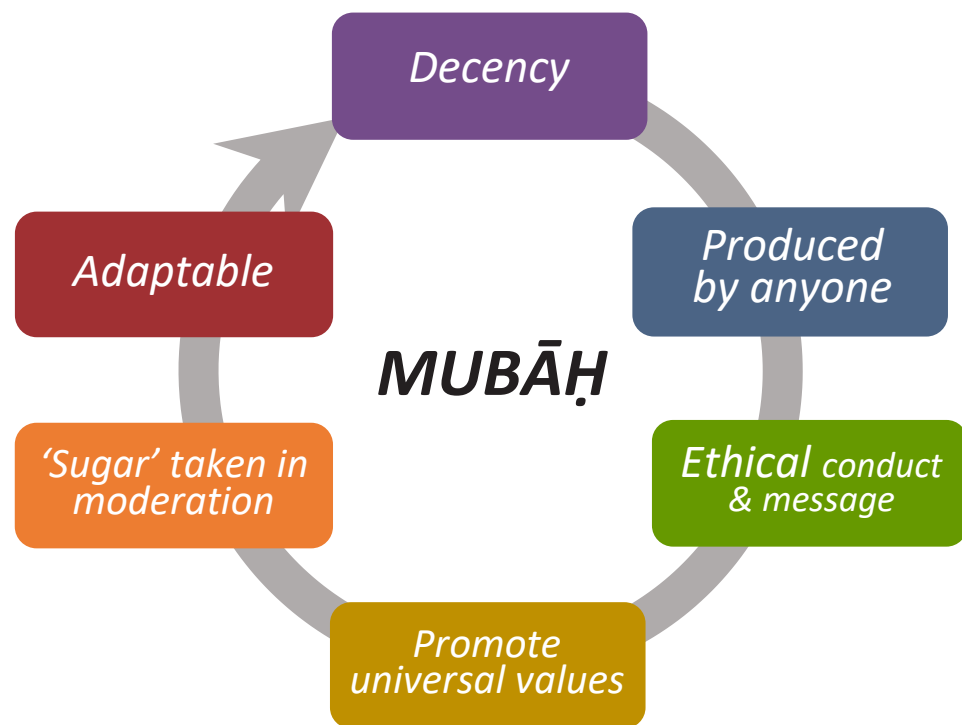 Decency
Produced
by anyone
Ethical conduct
& message
Promote
universal values
‘Sugar’ taken in
moderation
Adaptable
MUBĀḤ